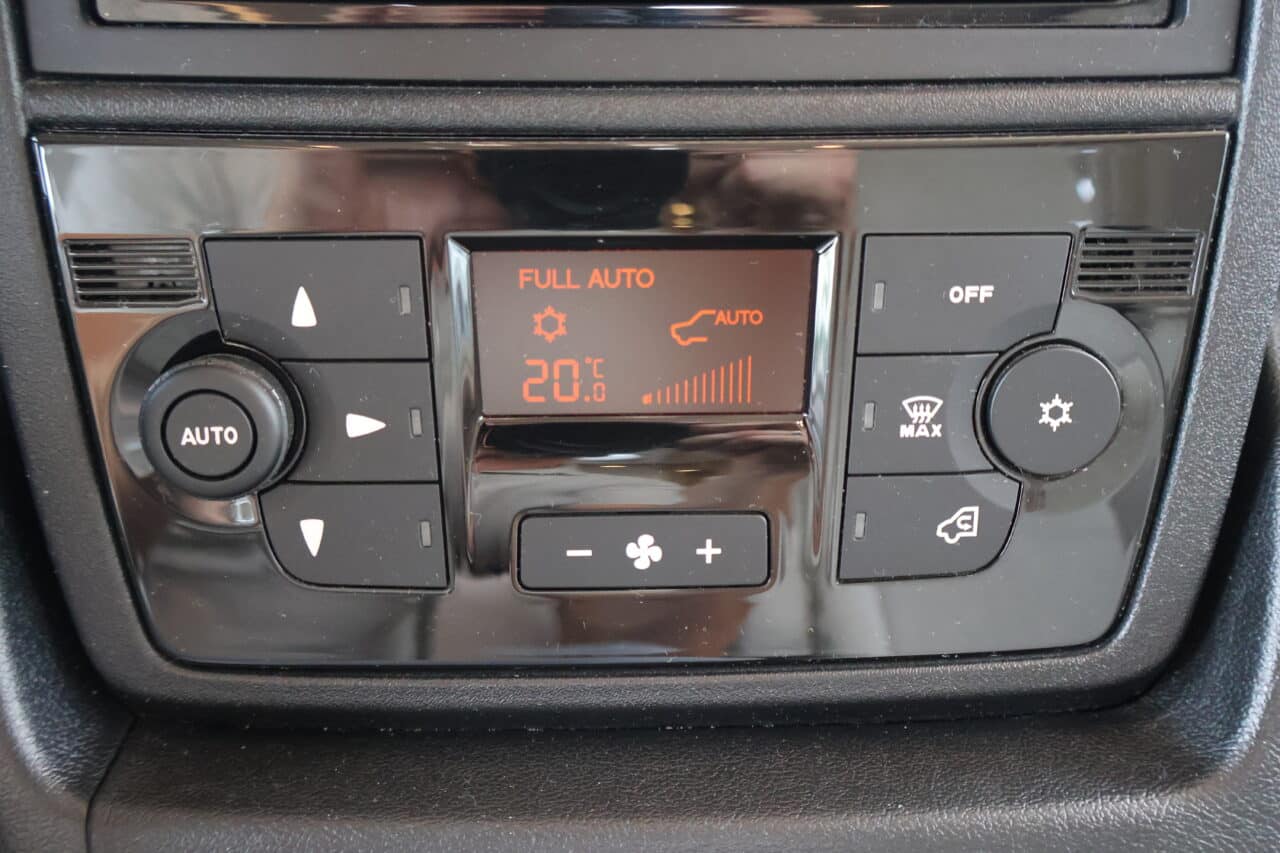 FULL AUTO
AUTO
20.0 °C
OFF
AUTO
MAX
− +